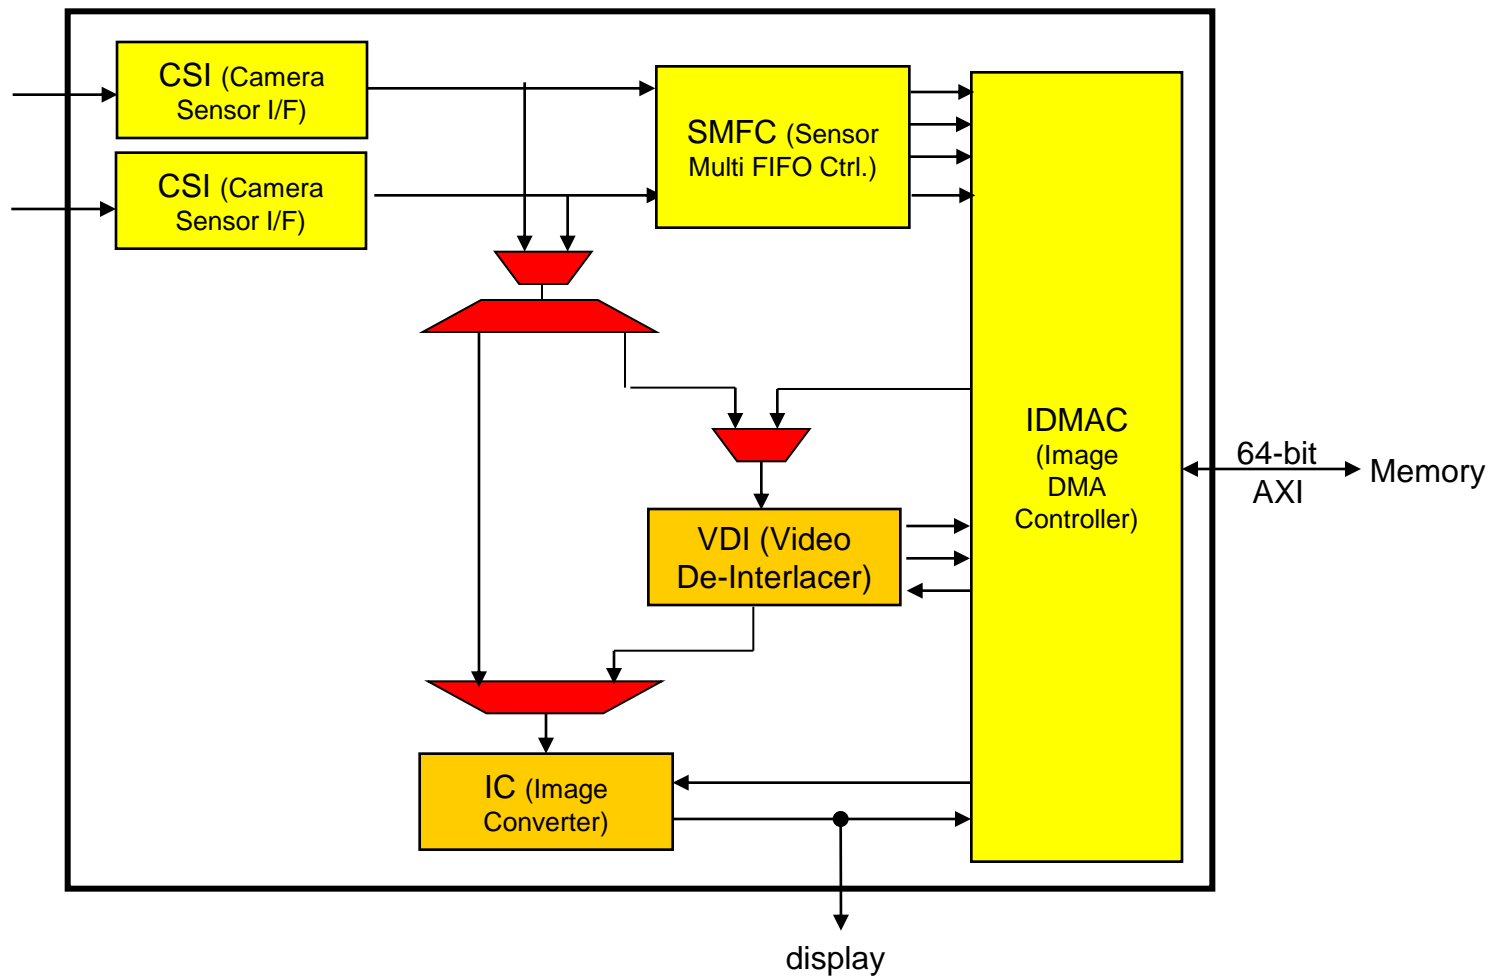 CSI (Camera
Sensor I/F)
SMFC (Sensor
Multi FIFO Ctrl.)
CSI (Camera
Sensor I/F)
IDMAC
(Image
DMA
Controller)
64-bit
AXI
Memory
VDI (Video
De-Interlacer)
IC (Image
Converter)
display